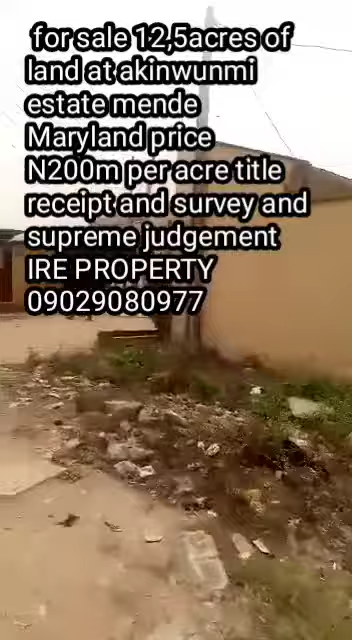 for sale 12,5acres of
land at akinwunmi
estate mende
Maryland price
N200m per acre title
receipt and survey and
supreme judgement
IRE PROPERTY
09029080977